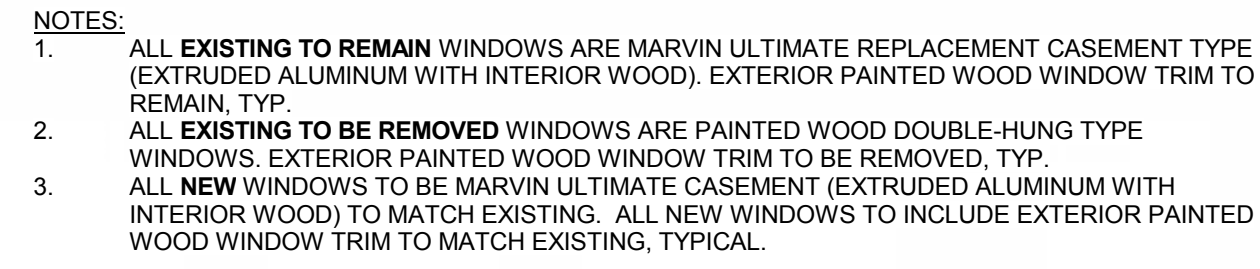 NOTES:
1. ALL EXISTING TO REMAIN WINDOWS ARE MARVIN ULTIMATE REPLACEMENT CASEMENT TYPE
(EXTRUDED ALUMINUM WITH INTERIOR WOOD). EXTERIOR PAINTED WOOD WINDOW TRIM TO
REMAIN, TYP.
2. ALL EXISTING TO BE REMOVED WINDOWS ARE PAINTED WOOD DOUBLE-HUNG TYPE
WINDOWS. EXTERIOR PAINTED WOOD WINDOW TRIM TO BE REMOVED, TYP.
3. ALL NEW WINDOWS TO BE MARVIN ULTIMATE CASEMENT (EXTRUDED ALUMINUM WITH
INTERIOR WOOD) TO MATCH EXISTING. ALL NEW WINDOWS TO INCLUDE EXTERIOR PAINTED
WOOD WINDOW TRIM TO MATCH EXISTING, TYPICAL.